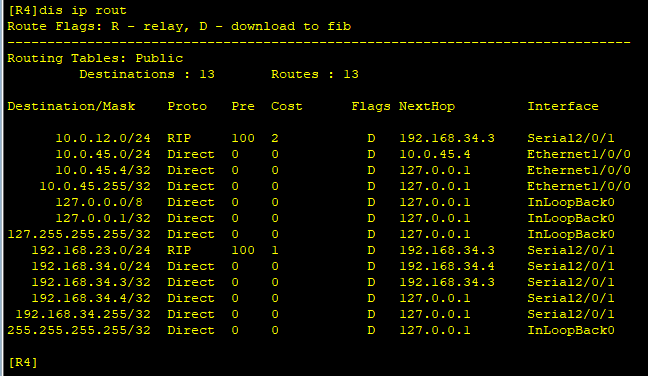 [R4]dis ip rout
Route Flags: R - relay, D - download to fib
------------------------------------------------------------------------------
Routing Tables: Public
         Destinations : 13       Routes : 13

Destination/Mask    Proto   Pre  Cost         Flags NextHop         Interface

      10.0.12.0/24  RIP     100  2              D   192.168.34.3    Serial2/0/1
      10.0.45.0/24  Direct  0    0              D   10.0.45.4       Ethernet1/0/0
      10.0.45.4/32  Direct  0    0              D   127.0.0.1       Ethernet1/0/0
    10.0.45.255/32  Direct  0    0              D   127.0.0.1       Ethernet1/0/0
      127.0.0.0/8   Direct  0    0              D   127.0.0.1       InLoopBack0
      127.0.0.1/32  Direct  0    0              D   127.0.0.1       InLoopBack0
127.255.255.255/32  Direct  0    0              D   127.0.0.1       InLoopBack0
   192.168.23.0/24  RIP     100  1              D   192.168.34.3    Serial2/0/1
   192.168.34.0/24  Direct  0    0              D   192.168.34.4    Serial2/0/1
   192.168.34.3/32  Direct  0    0              D   192.168.34.3    Serial2/0/1
   192.168.34.4/32  Direct  0    0              D   127.0.0.1       Serial2/0/1
 192.168.34.255/32  Direct  0    0              D   127.0.0.1       Serial2/0/1
255.255.255.255/32  Direct  0    0              D   127.0.0.1       InLoopBack0

[R4]